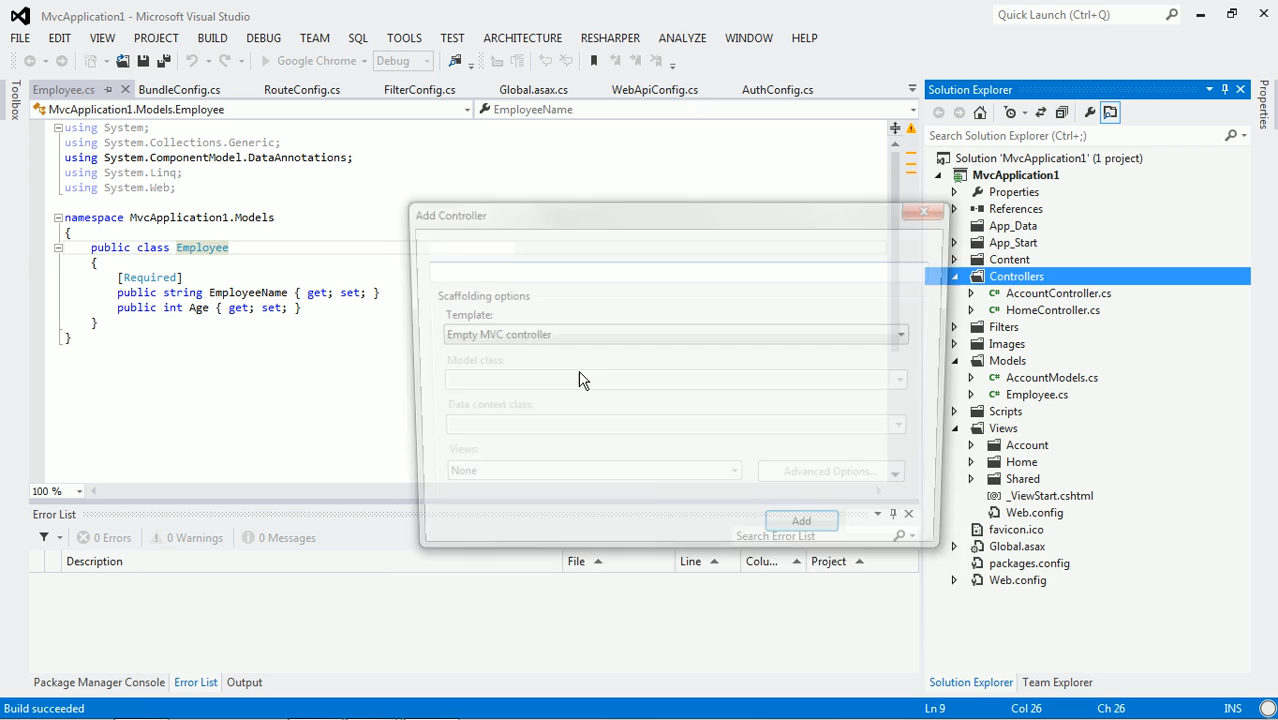 MvcApplication1 - Microsoft Visual Studio
Quick Launch (Ctrl+Q)
FILE EDIT VIEW PROJECT BUILD DEBUG TEAM SQL TOOLS TEST ARCHITECTURE RESHARPER ANALYZE WINDOW HELP
Google Chrome Debug
Toolbox
Employee.cs BundleConfig.cs RouteConfig.cs FilterConfig.cs Global.asax.cs WebApiConfig.cs AuthConfig.cs
MvcApplication1.Models.Employee EmployeeName
using System;
using System.Collections.Generic;
using System.ComponentModel.DataAnnotations;
using System.Linq;
using System.Web;
namespace MvcApplication1.Models
{
public class Employee
{
[Required]
public string EmployeeName { get; set; }
public int Age { get; set; }
}
}
100 %
Add Controller
Scaffolding options
Template:
Empty MVC controller
Model class:
Data context class:
Views:
None
Advanced Options...
Add
Error List
0 Errors 0 Warnings 0 Messages
Search Error List
Description File Line Colu... Project
Package Manager Console Error List Output
Solution Explorer
Search Solution Explorer (Ctrl+;)
Solution 'MvcApplication1' (1 project)
MvcApplication1
Properties
References
App_Data
App_Start
Content
Controllers
C# AccountController.cs
C# HomeController.cs
Filters
Images
Models
C# AccountModels.cs
C# Employee.cs
Scripts
Views
Account
Home
Shared
[@] _ViewStart.cshtml
Web.config
favicon.ico
Global.asax
packages.config
Web.config
Solution Explorer Team Explorer
Properties
Build succeeded
Ln 9 Col 26 Ch 26 INS